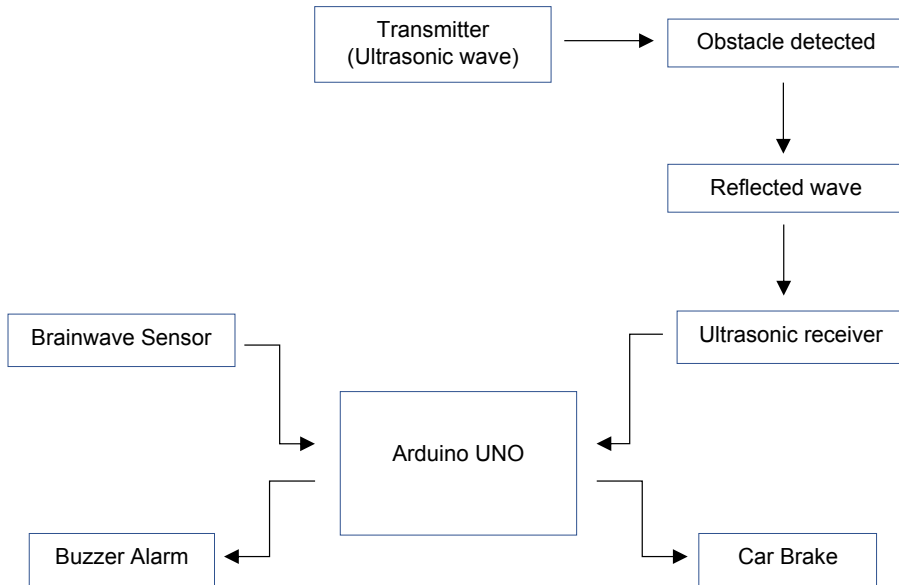 Transmitter
(Ultrasonic wave)
Obstacle detected
Reflected wave
Brainwave Sensor
Ultrasonic receiver
Arduino UNO
Buzzer Alarm
Car Brake